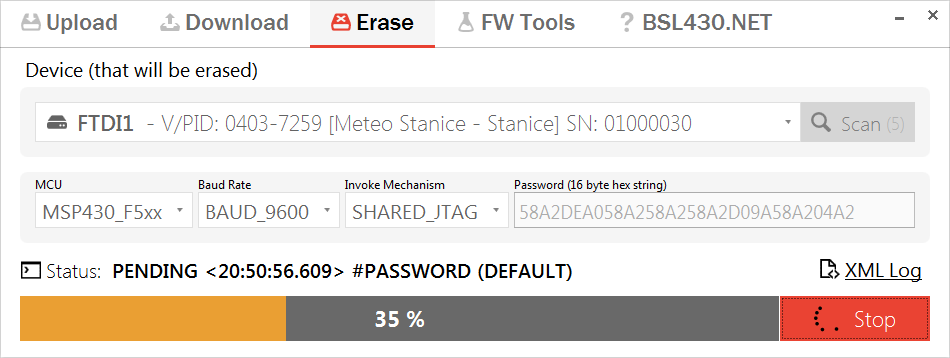 Upload Download Erase FW Tools ? BSL430.NET
Device (that will be erased)
FTDI1 - V/PID: 0403-7259 [Meteo Stanice - Stanice] SN: 01000030 Scan (5)
MCU Baud Rate Invoke Mechanism Password (16 byte hex string)
MSP430_F5xx BAUD_9600 SHARED_JTAG 58A2DEA058A258A258A2D09A58A204A2
Status: PENDING <20:50:56.609> #PASSWORD (DEFAULT) XML Log
35 % Stop